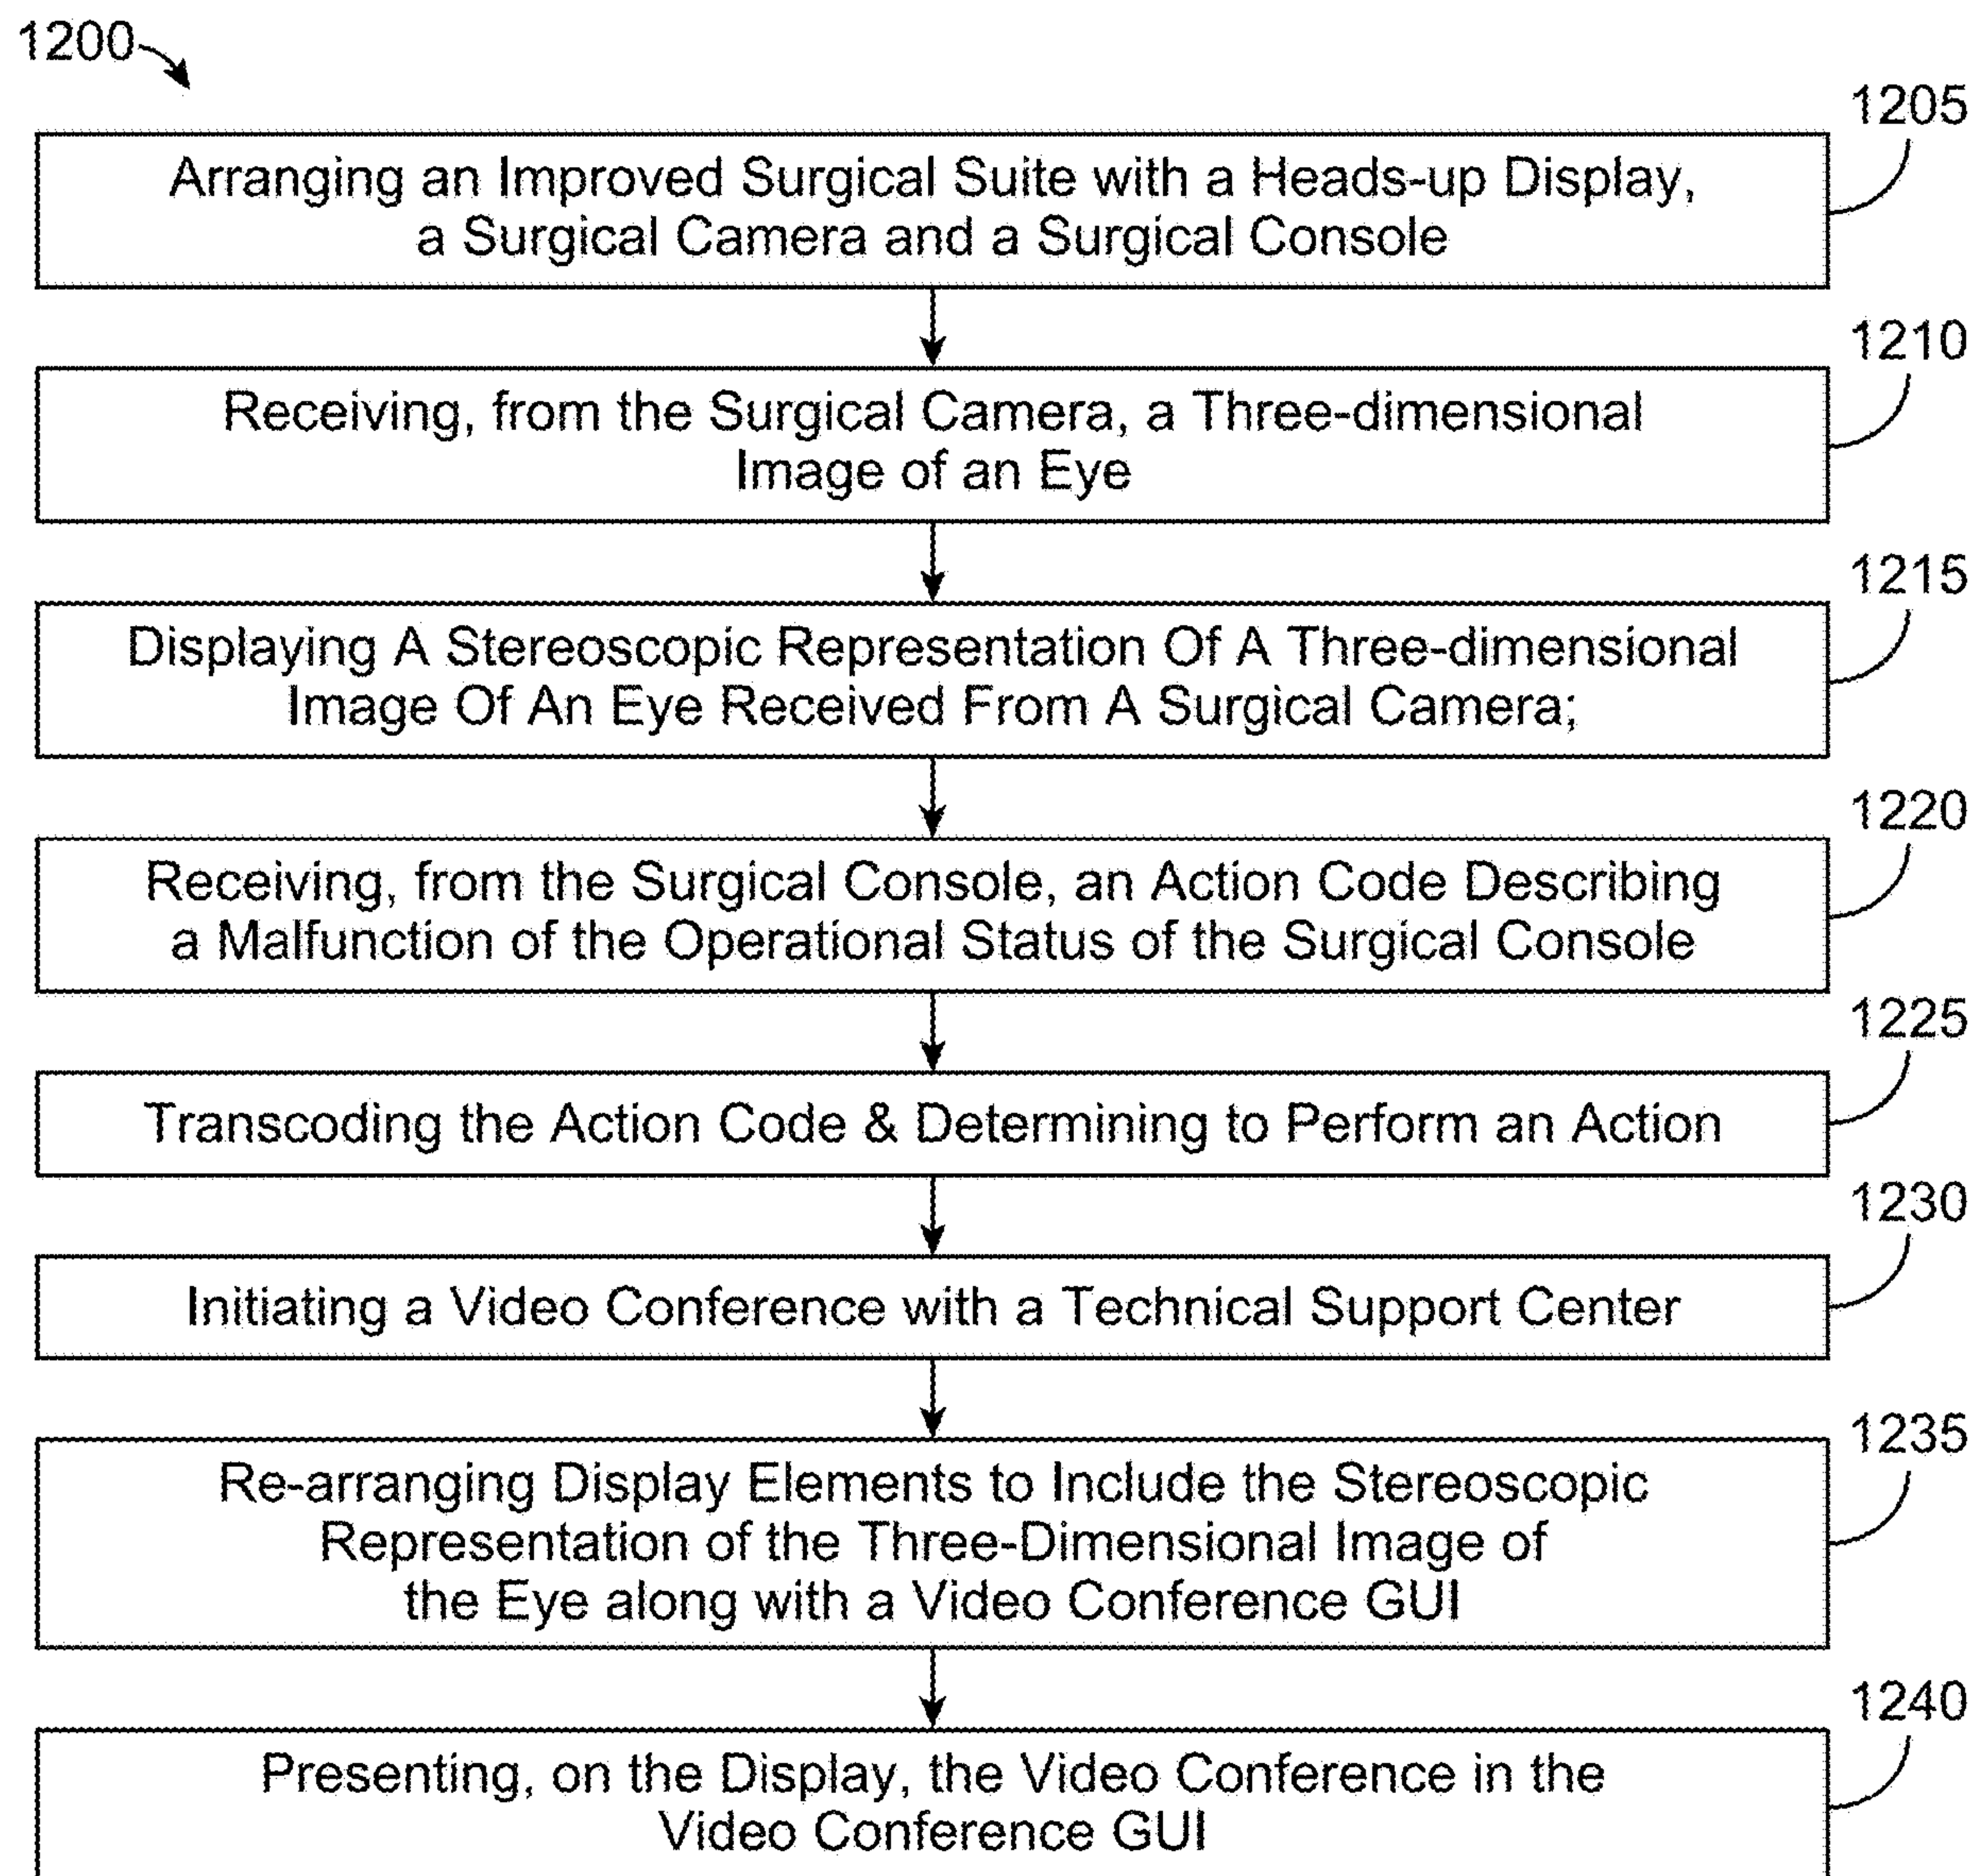 1200
1205
Arranging an Improved Surgical Suite with a Heads-up Display,
a Surgical Camera and a Surgical Console
1210
Receiving, from the Surgical Camera, a Three-dimensional
Image of an Eye
1215
Displaying A Stereoscopic Representation Of A Three-dimensional
Image Of An Eye Received From A Surgical Camera;
1220
Receiving, from the Surgical Console, an Action Code Describing
a Malfunction of the Operational Status of the Surgical Console
1225
Transcoding the Action Code & Determining to Perform an Action
1230
Initiating a Video Conference with a Technical Support Center
1235
Re-arranging Display Elements to Include the Stereoscopic
Representation of the Three-Dimensional Image of
the Eye along with a Video Conference GUI
1240
Presenting, on the Display, the Video Conference in the
Video Conference GUI